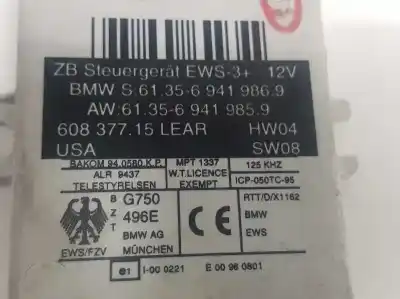 ZB Steuergerät EWS-3+ 12V
BMW S:61.35-6 941 986.9
AW:61.35-6 941 985.9
608 377.15 LEAR HW04
USA SW08
BAKOM 94.0580.K.P. MPT 1337 125 KHZ
ALR 9437 W.T.LICENCE
TELESTYRELSEN EXEMPT ICP-050TC-95
B Z T G750
496E
BMW AG
MÜNCHEN
EWS/FZV
CE
RTT/D/X1162
BMW
EWS
e1 I-00 0221 E 00 96 0801